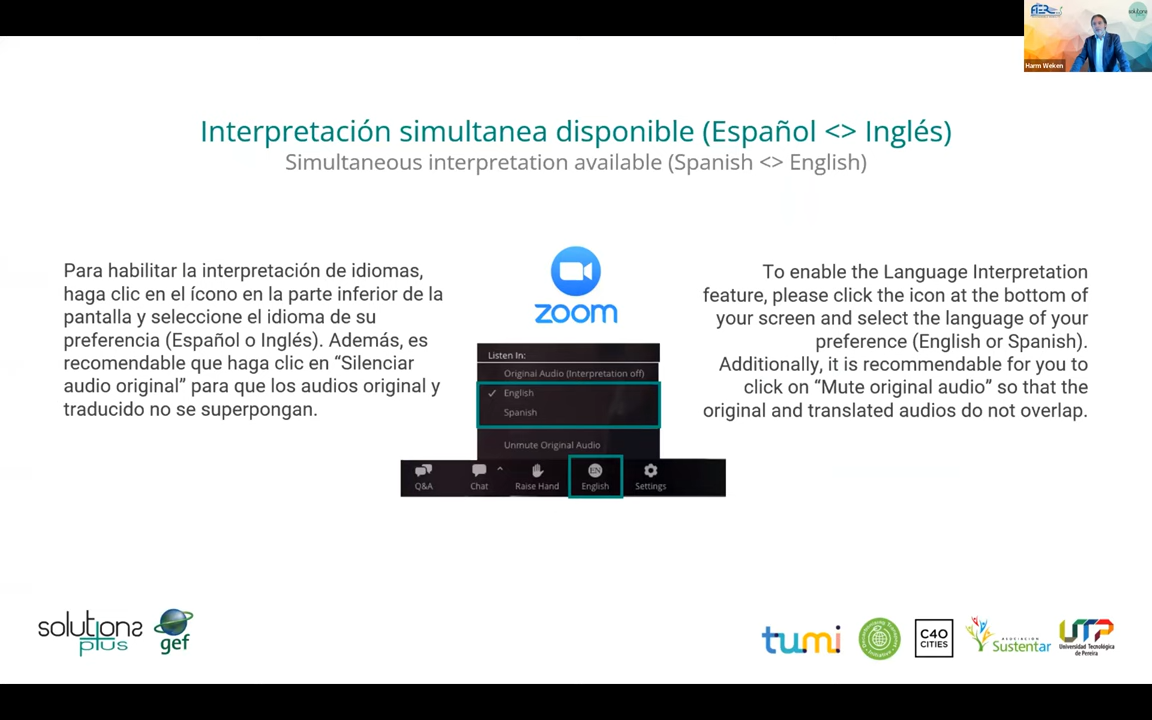 FIER
solutions
Harm Weken
Interpretación simultanea disponible (Español <> Inglés)
Simultaneous interpretation available (Spanish <> English)
Para habilitar la interpretación de idiomas,
haga clic en el ícono en la parte inferior de la
pantalla y seleccione el idioma de su
preferencia (Español o Inglés). Además, es
recomendable que haga clic en “Silenciar
audio original” para que los audios original y
traducido no se superpongan.
zoom
Listen In:
Original Audio (Interpretation off)
✓ English
Spanish
Unmute Original Audio
Q&A
Chat
Raise Hand
EN
English
Settings
To enable the Language Interpretation
feature, please click the icon at the bottom of
your screen and select the language of your
preference (English or Spanish).
Additionally, it is recommended for you to
click on “Mute original audio” so that the
original and translated audios do not overlap.
solutions
plus
gef
tumi
C40
CITIES
ASOCIACIÓN
Sustentar
UTP
Universidad Tecnológica
de Pereira